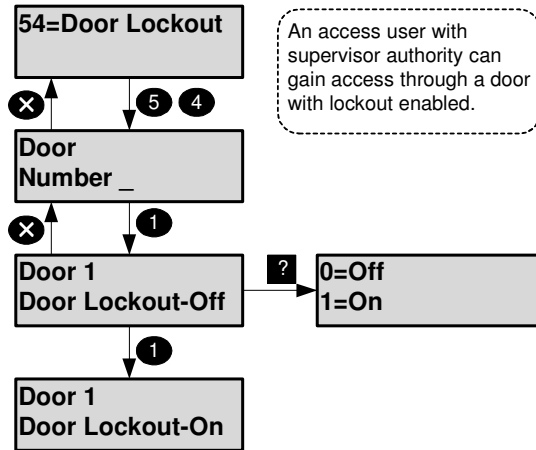 54=Door Lockout
An access user with
supervisor authority can
gain access through a door
with lockout enabled.
5 4
Door
Number _
1
Door 1
Door Lockout-Off
?
0=Off
1=On
1
Door 1
Door Lockout-On